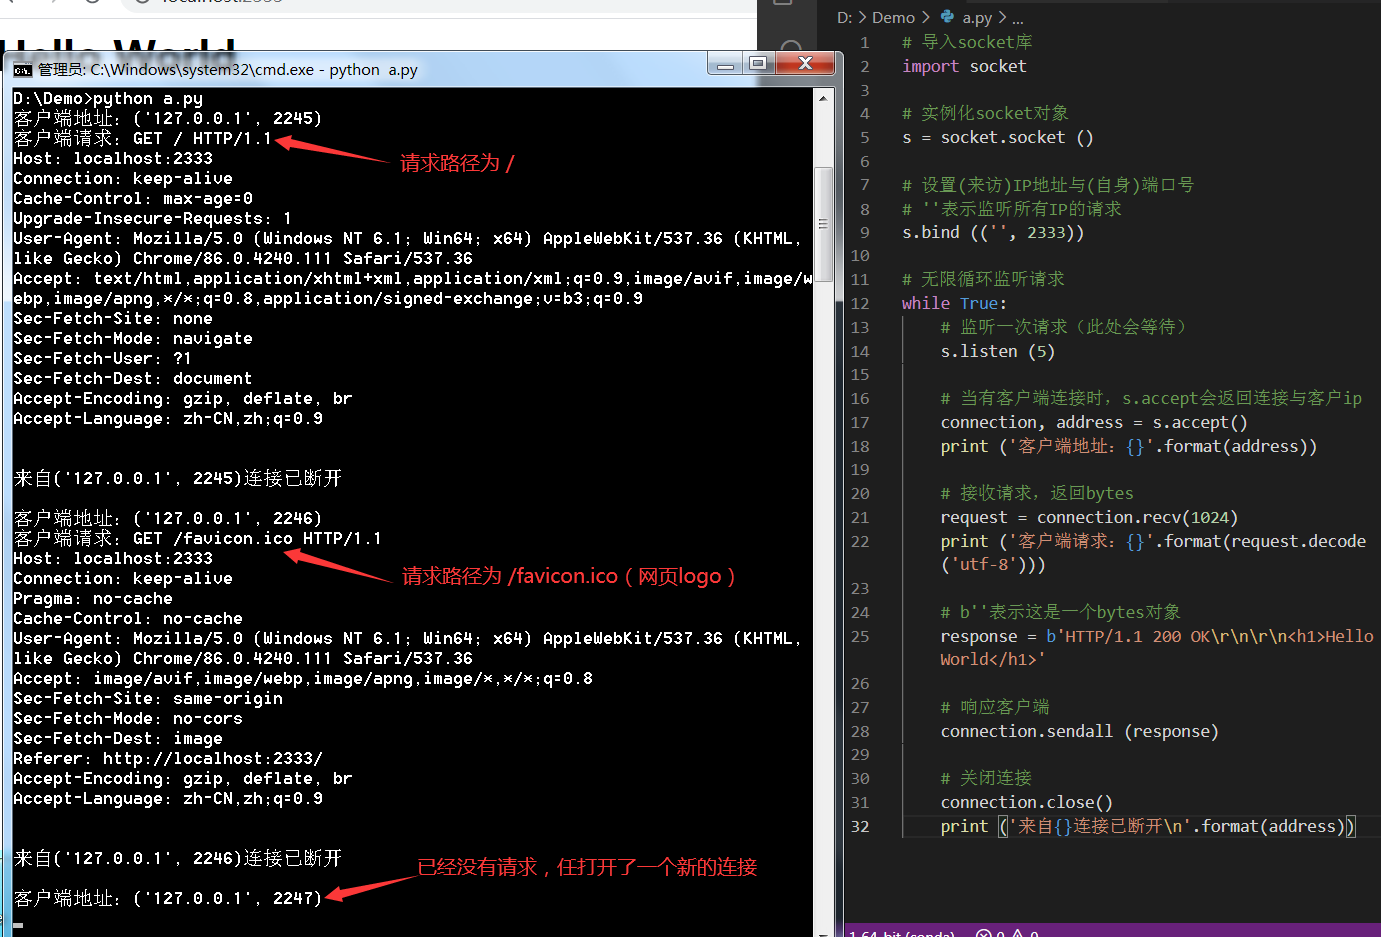 Hello World
管理员: C:\Windows\system32\cmd.exe - python  a.py
D:\Demo>python a.py
客户端地址: ('127.0.0.1', 2245)
客户端请求: GET / HTTP/1.1
请求路径为 /
Host: localhost:2333
Connection: keep-alive
Cache-Control: max-age=0
Upgrade-Insecure-Requests: 1
User-Agent: Mozilla/5.0 (Windows NT 6.1; Win64; x64) AppleWebKit/537.36 (KHTML,
like Gecko) Chrome/86.0.4240.111 Safari/537.36
Accept: text/html,application/xhtml+xml,application/xml;q=0.9,image/avif,image/w
ebp,image/apng,*/*;q=0.8,application/signed-exchange;v=b3;q=0.9
Sec-Fetch-Site: none
Sec-Fetch-Mode: navigate
Sec-Fetch-User: ?1
Sec-Fetch-Dest: document
Accept-Encoding: gzip, deflate, br
Accept-Language: zh-CN,zh;q=0.9
来自('127.0.0.1', 2245)连接已断开
客户端地址: ('127.0.0.1', 2246)
客户端请求: GET /favicon.ico HTTP/1.1
请求路径为 /favicon.ico（网页logo）
Host: localhost:2333
Connection: keep-alive
Pragma: no-cache
Cache-Control: no-cache
User-Agent: Mozilla/5.0 (Windows NT 6.1; Win64; x64) AppleWebKit/537.36 (KHTML,
like Gecko) Chrome/86.0.4240.111 Safari/537.36
Accept: image/avif,image/webp,image/apng,image/*,*/*;q=0.8
Sec-Fetch-Site: same-origin
Sec-Fetch-Mode: no-cors
Sec-Fetch-Dest: image
Referer: http://localhost:2333/
Accept-Encoding: gzip, deflate, br
Accept-Language: zh-CN,zh;q=0.9
来自('127.0.0.1', 2246)连接已断开
已经没有请求，任打开了一个新的连接
客户端地址: ('127.0.0.1', 2247)
D: > Demo > a.py > ...
1 # 导入socket库
2 import socket
3
4 # 实例化socket对象
5 s = socket.socket ()
6
7 # 设置(来访)IP地址与(自身)端口号
8 # ''表示监听所有IP的请求
9 s.bind (('', 2333))
10
11 # 无限循环监听请求
12 while True:
13 # 监听一次请求（此处会等待）
14 s.listen (5)
15
16 # 当有客户端连接时，s.accept会返回连接与客户ip
17 connection, address = s.accept()
18 print ('客户端地址: {}'.format(address))
19
20 # 接收请求，返回bytes
21 request = connection.recv(1024)
22 print ('客户端请求: {}'.format(request.decode
('utf-8')))
23
24 # b''表示这是一个bytes对象
25 response = b'HTTP/1.1 200 OK\r\n\r\n<h1>Hello
World</h1>'
26
27 # 响应客户端
28 connection.sendall (response)
29
30 # 关闭连接
31 connection.close()
32 print ('来自{}连接已断开\n'.format(address))